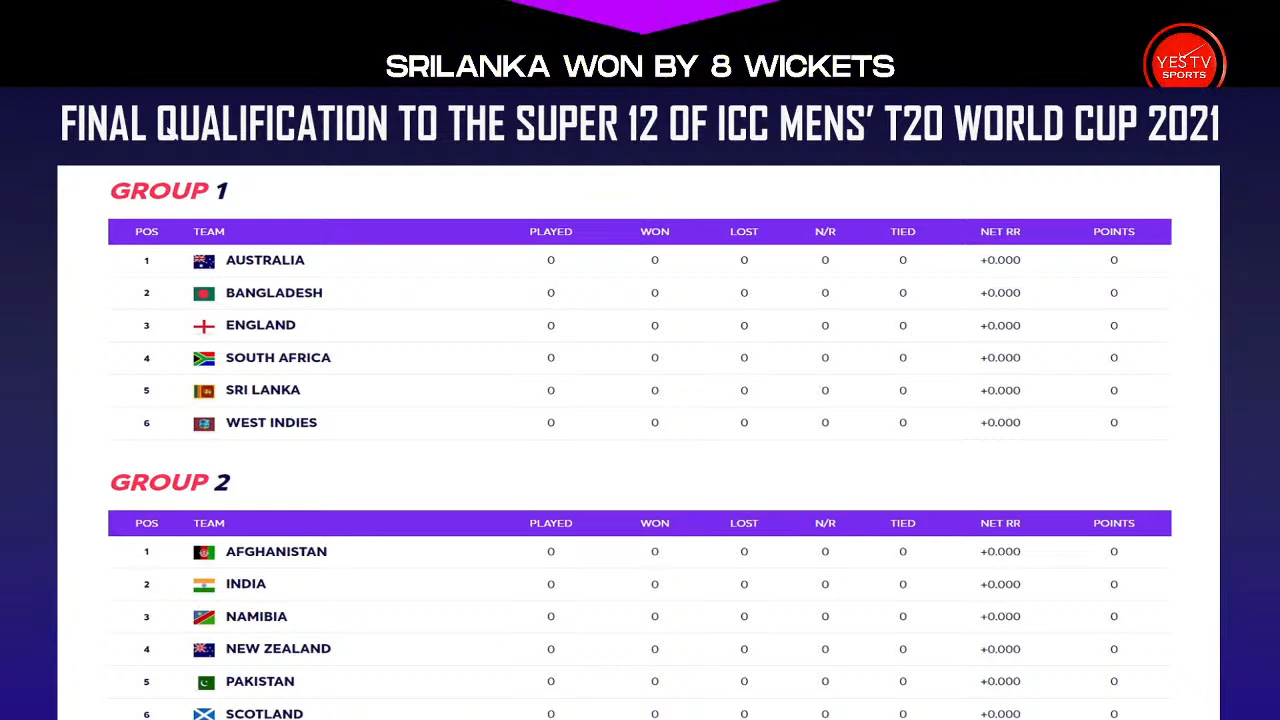 SRILANKA WON BY 8 WICKETS
YES TV
SPORTS
FINAL QUALIFICATION TO THE SUPER 12 OF ICC MENS' T20 WORLD CUP 2021
GROUP 1
POS TEAM PLAYED WON LOST N/R TIED NET RR POINTS
1 AUSTRALIA 0 0 0 0 0 +0.000 0
2 BANGLADESH 0 0 0 0 0 +0.000 0
3 ENGLAND 0 0 0 0 0 +0.000 0
4 SOUTH AFRICA 0 0 0 0 0 +0.000 0
5 SRI LANKA 0 0 0 0 0 +0.000 0
6 WEST INDIES 0 0 0 0 0 +0.000 0
GROUP 2
POS TEAM PLAYED WON LOST N/R TIED NET RR POINTS
1 AFGHANISTAN 0 0 0 0 0 +0.000 0
2 INDIA 0 0 0 0 0 +0.000 0
3 NAMIBIA 0 0 0 0 0 +0.000 0
4 NEW ZEALAND 0 0 0 0 0 +0.000 0
5 PAKISTAN 0 0 0 0 0 +0.000 0
6 SCOTLAND 0 0 0 0 0 +0.000 0